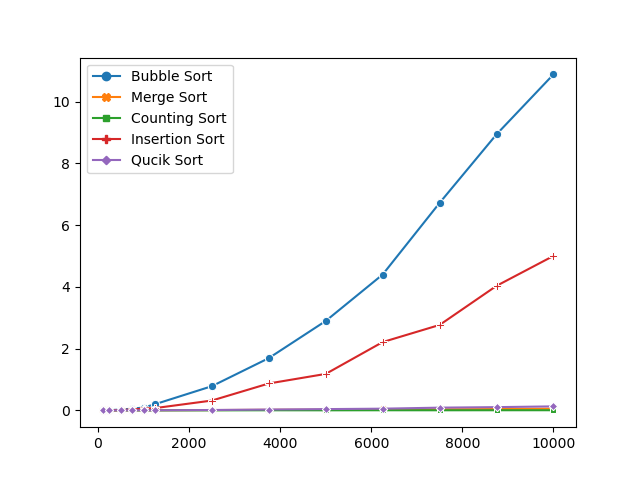 Bubble Sort
Merge Sort
Counting Sort
Insertion Sort
Qucik Sort
10
8
6
4
2
0
0 2000 4000 6000 8000 10000